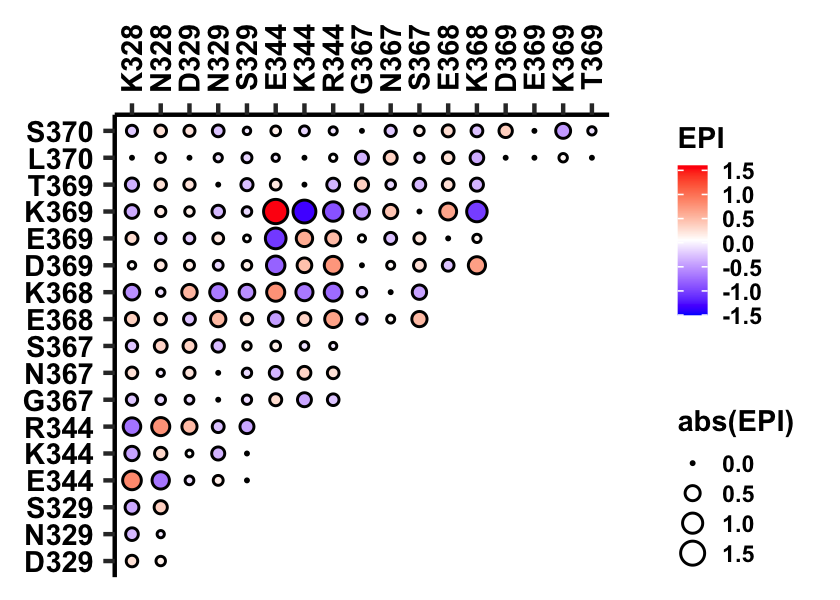 K328 N328 D329 N329 S329 E344 K344 R344 G367 N367 S367 E368 K368 D369 E369 K369 T369
S370
L370
T369
K369
E369
D369
K368
E368
S367
N367
G367
R344
K344
E344
S329
N329
D329
EPI
1.5
1.0
0.5
0.0
-0.5
-1.0
-1.5
abs(EPI)
0.0
0.5
1.0
1.5